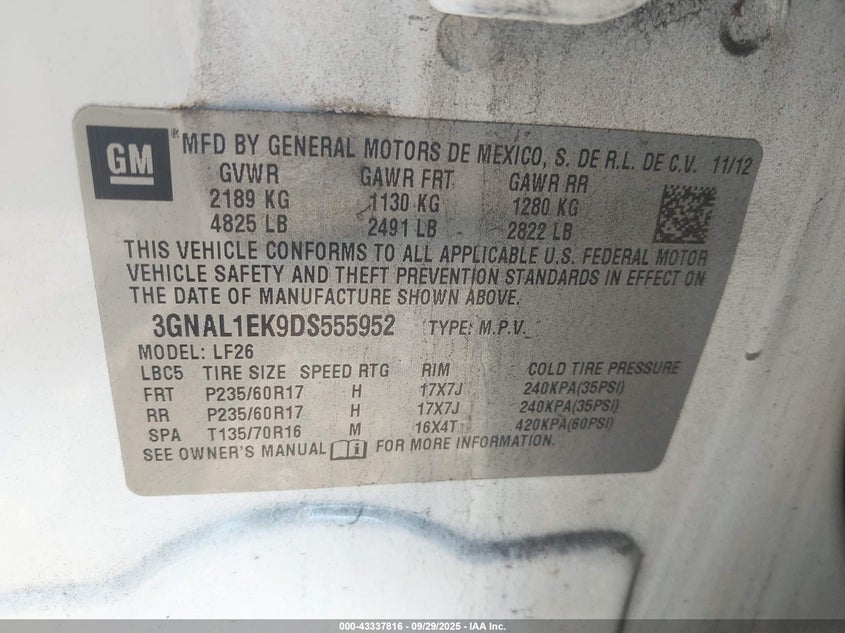 GM ® MFD BY GENERAL MOTORS DE MEXICO, S. DE R.L. DE C.V. 11/12
GVWR GAWR FRT GAWR RR
2189 KG 1130 KG 1280 KG
4825 LB 2491 LB 2822 LB
THIS VEHICLE CONFORMS TO ALL APPLICABLE U.S. FEDERAL MOTOR
VEHICLE SAFETY AND THEFT PREVENTION STANDARDS IN EFFECT ON
THE DATE OF MANUFACTURE SHOWN ABOVE.
3GNAL1EK9DS555952 TYPE: M.P.V.
MODEL: LF26
LBC5 TIRE SIZE SPEED RTG RIM COLD TIRE PRESSURE
FRT P235/60R17 H 17X7J 240KPA(35PSI)
RR P235/60R17 H 17X7J 240KPA(35PSI)
SPA T135/70R16 M 16X4T 420KPA(60PSI)
SEE OWNER'S MANUAL i FOR MORE INFORMATION.
000-43337816 - 09/29/2025 - IAA Inc.